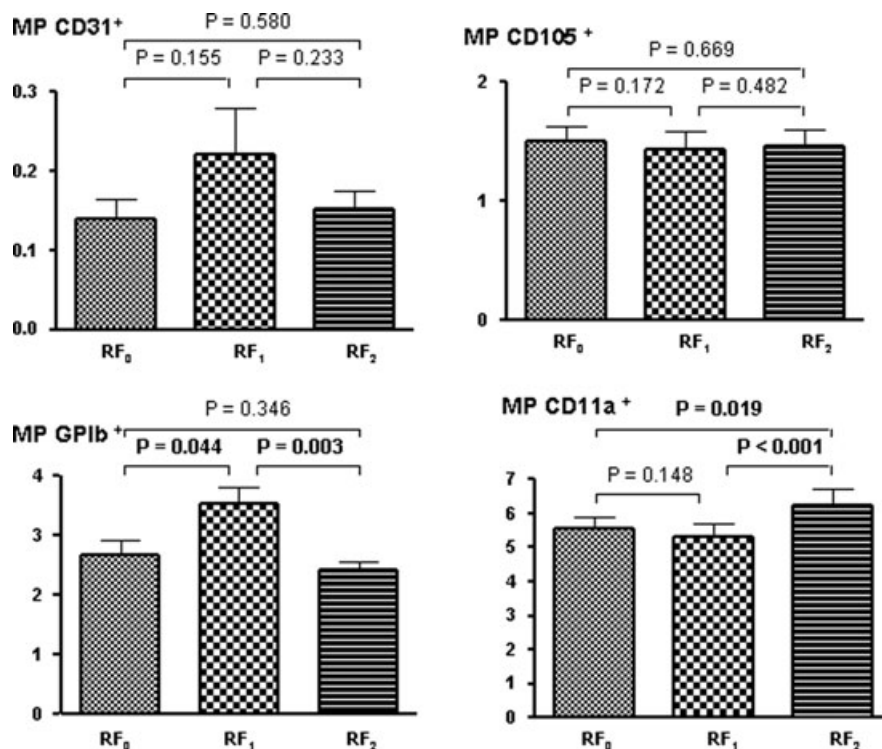 MP CD31⁺
P = 0.580
P = 0.155 P = 0.233
0.3
0.2
0.1
0.0
RF₀ RF₁ RF₂
MP CD105 ⁺
P = 0.669
P = 0.172 P = 0.482
2
1
0
RF₀ RF₁ RF₂
MP GPIb ⁺
P = 0.346
P = 0.044 P = 0.003
4
3
2
1
0
RF₀ RF₁ RF₂
MP CD11a ⁺
P = 0.019
P < 0.001
P = 0.148
7
6
5
4
3
2
1
0
RF₀ RF₁ RF₂